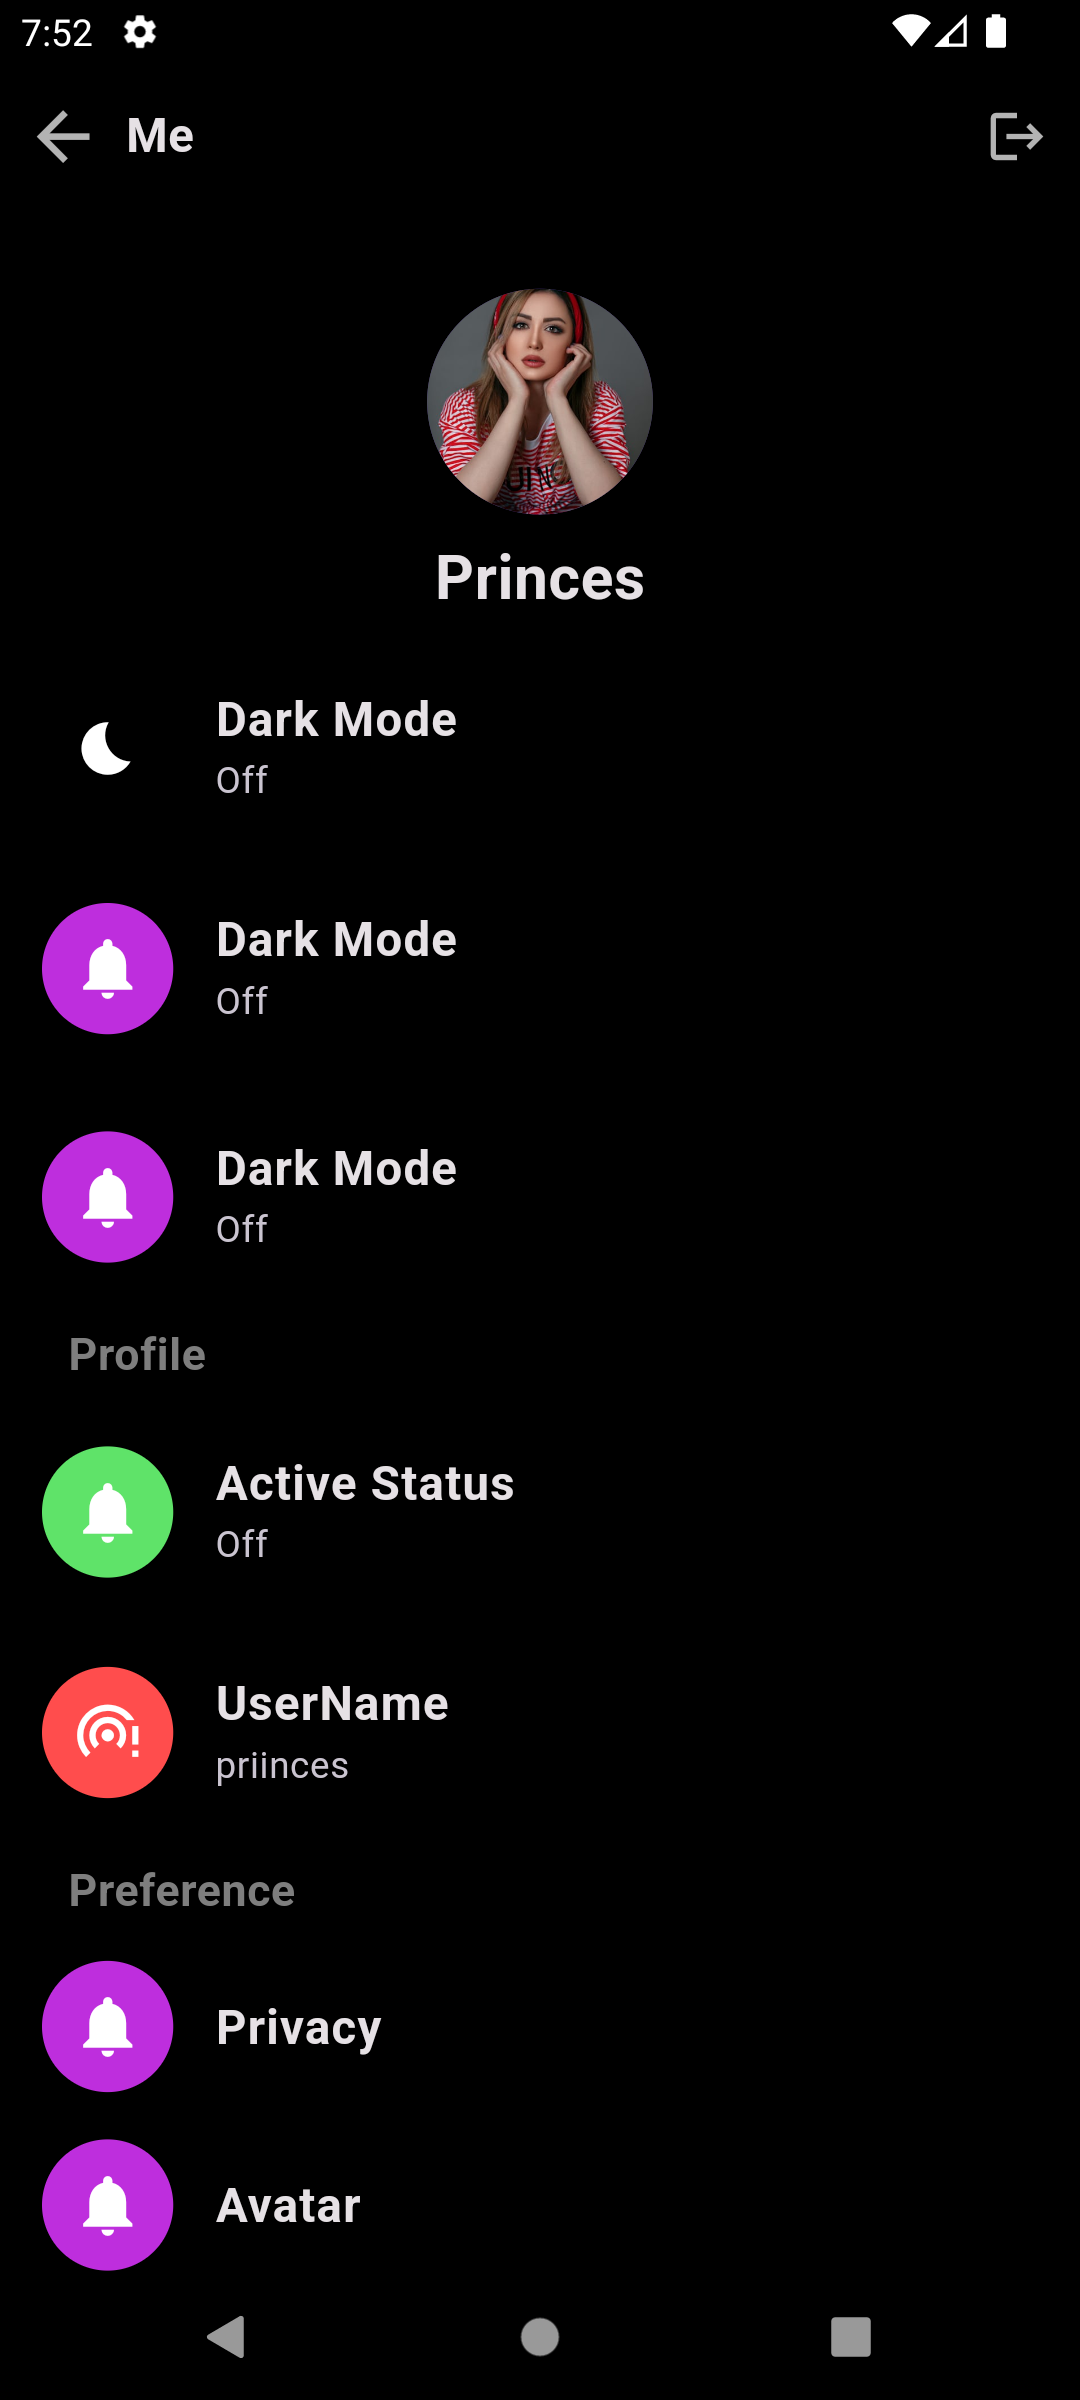 7:52
Me
Princes
Dark Mode
Off
Dark Mode
Off
Dark Mode
Off
Profile
Active Status
Off
UserName
priinces
Preference
Privacy
Avatar